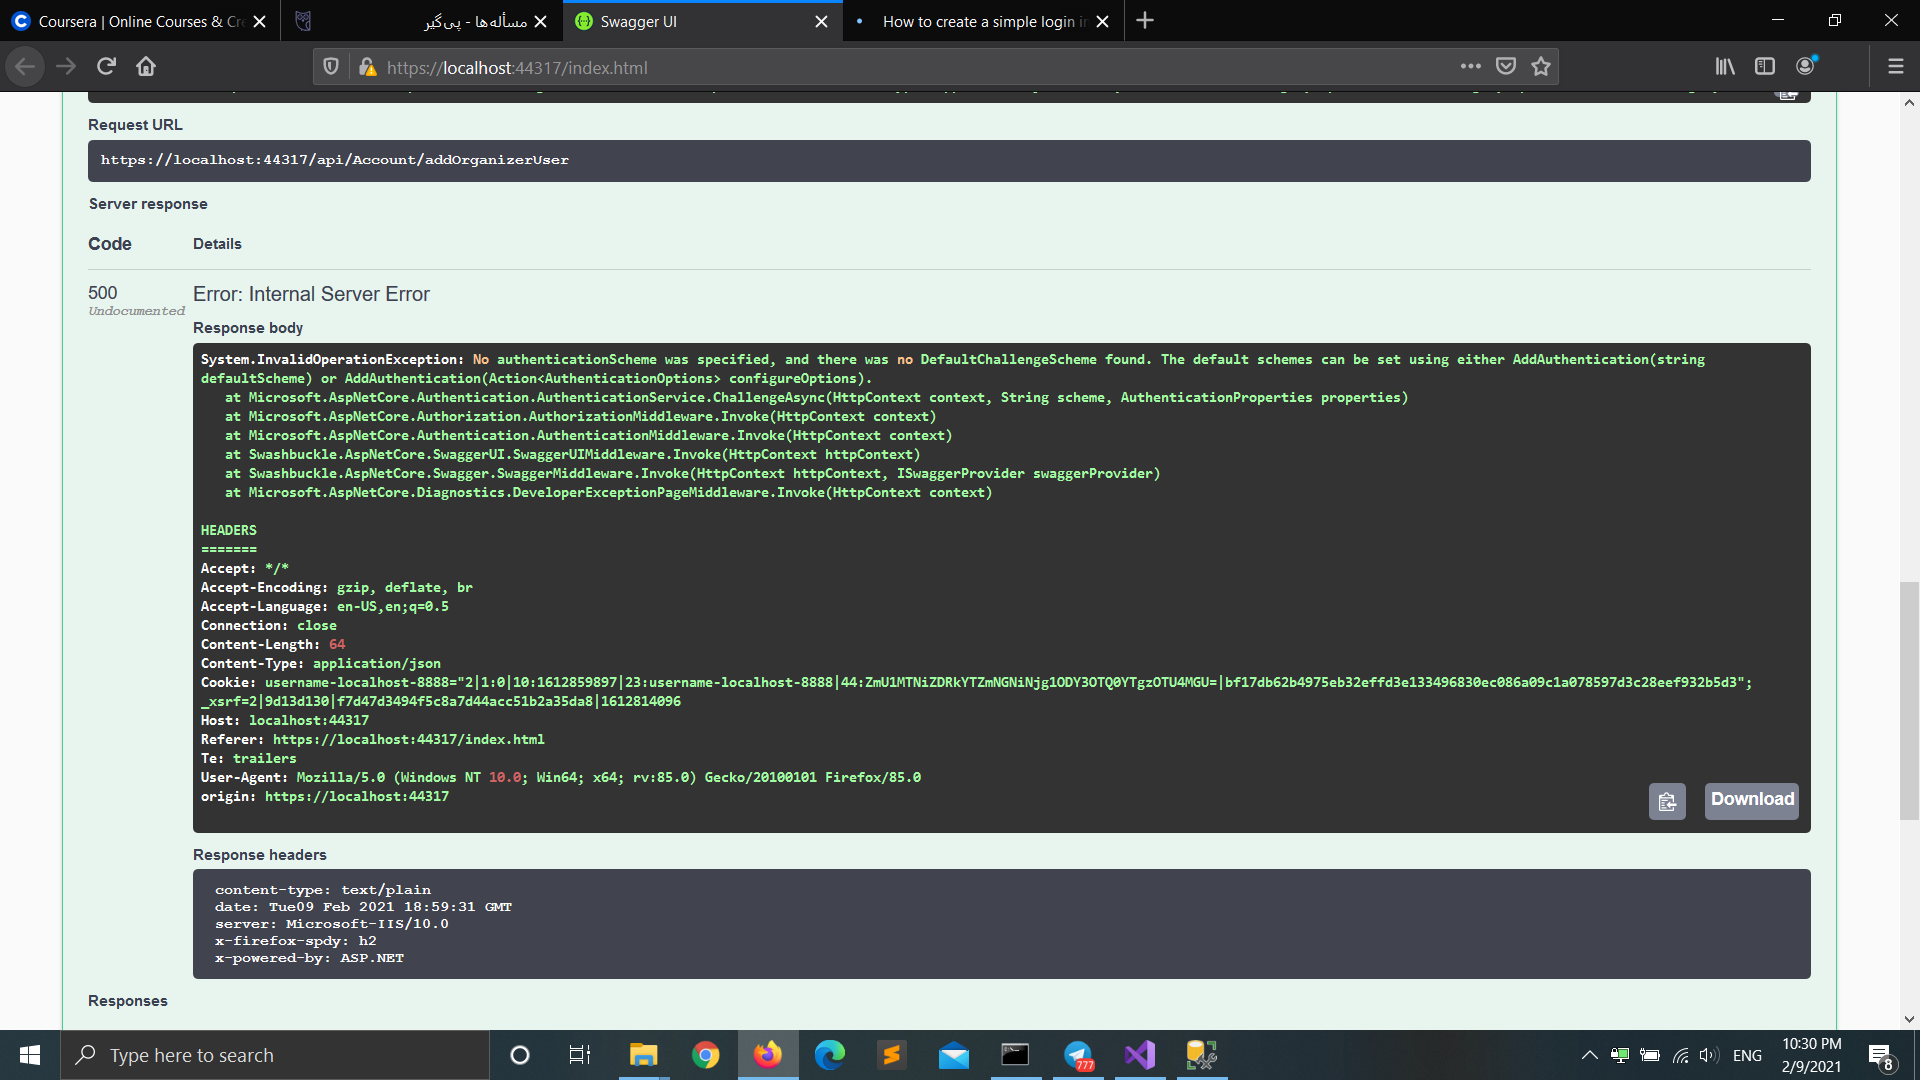 Coursera | Online Courses & Cre
مسأله‌ها - پی‌گیر
Swagger UI
How to create a simple login in
https://localhost:44317/index.html
Request URL
https://localhost:44317/api/Account/addOrganizerUser
Server response
Code Details
500 Error: Internal Server Error
Undocumented
Response body
System.InvalidOperationException: No authenticationScheme was specified, and there was no DefaultChallengeScheme found. The default schemes can be set using either AddAuthentication(string
defaultScheme) or AddAuthentication(Action<AuthenticationOptions> configureOptions).
at Microsoft.AspNetCore.Authentication.AuthenticationService.ChallengeAsync(HttpContext context, String scheme, AuthenticationProperties properties)
at Microsoft.AspNetCore.Authorization.AuthorizationMiddleware.Invoke(HttpContext context)
at Microsoft.AspNetCore.Authentication.AuthenticationMiddleware.Invoke(HttpContext context)
at Swashbuckle.AspNetCore.SwaggerUI.SwaggerUIMiddleware.Invoke(HttpContext httpContext)
at Swashbuckle.AspNetCore.Swagger.SwaggerMiddleware.Invoke(HttpContext httpContext, ISwaggerProvider swaggerProvider)
at Microsoft.AspNetCore.Diagnostics.DeveloperExceptionPageMiddleware.Invoke(HttpContext context)
HEADERS
=======
Accept: */*
Accept-Encoding: gzip, deflate, br
Accept-Language: en-US,en;q=0.5
Connection: close
Content-Length: 64
Content-Type: application/json
Cookie: username-localhost-8888="2|1:0|10:1612859897|23:username-localhost-8888|44:ZmU1MTNiZDRkYTZmNGNiNjg1ODY3OTQ0YTgzOTU4MGU=|bf17db62b4975eb32effd3e133496830ec086a09c1a078597d3c28eef932b5d3";
_xsrf=2|9d13d130|f7d47d3494f5c8a7d44acc51b2a35da8|1612814096
Host: localhost:44317
Referer: https://localhost:44317/index.html
Te: trailers
User-Agent: Mozilla/5.0 (Windows NT 10.0; Win64; x64; rv:85.0) Gecko/20100101 Firefox/85.0
origin: https://localhost:44317
Download
Response headers
content-type: text/plain
date: Tue09 Feb 2021 18:59:31 GMT
server: Microsoft-IIS/10.0
x-firefox-spdy: h2
x-powered-by: ASP.NET
Responses
Type here to search
777
ENG
10:30 PM
2/9/2021
8